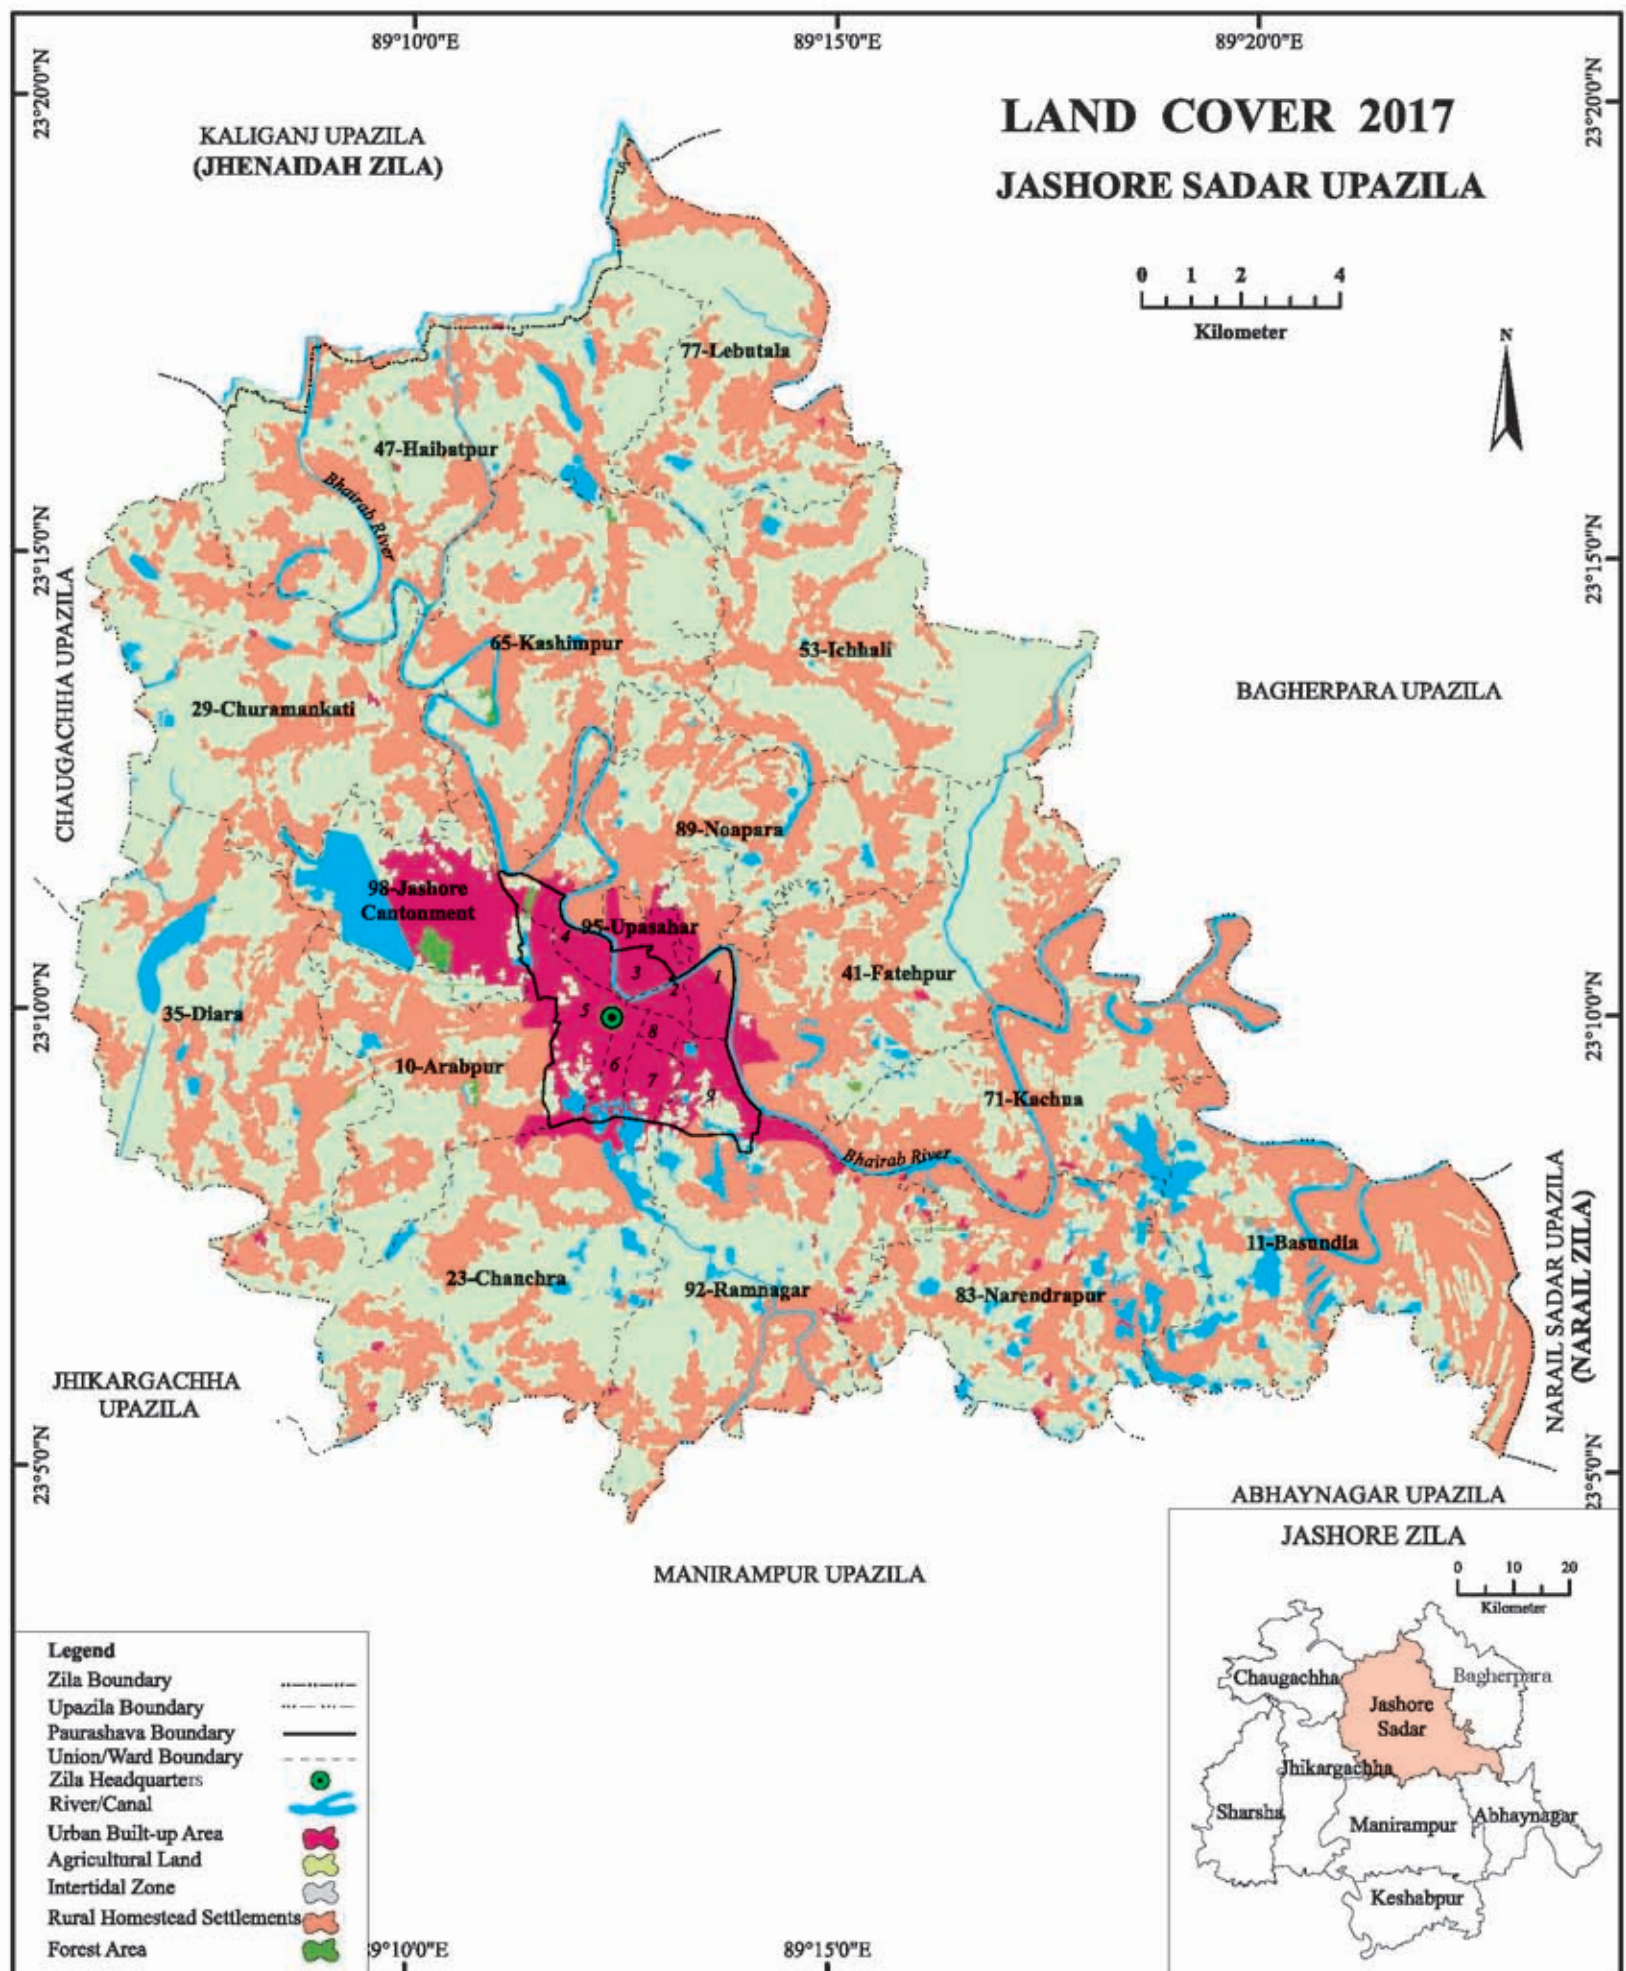 89°10'0"E
89°15'0"E
89°20'0"E
23°20'0"N
23°20'0"N
LAND COVER 2017
JASHORE SADAR UPAZILA
KALIGANJ UPAZILA
(JHENAIDAH ZILA)
0 1 2 4
Kilometer
N
77-Lebutala
47-Haibatpur
Bhairab River
23°15'0"N
23°15'0"N
CHAUGACHHA UPAZILA
65-Kashimpur
53-Ichhali
BAGHERPARA UPAZILA
29-Churamankati
89-Noapara
98-Jashore
Cantonment
95-Upasahar
4
3
2
1
41-Fatehpur
5
8
6
7
9
35-Diara
23°10'0"N
23°10'0"N
10-Arabpur
71-Kachua
Bhairab River
11-Basundia
23-Chanchra
92-Ramnagar
83-Narendrapur
NARAIL SADAR UPAZILA
(NARAIL ZILA)
JHIKARGACHHA
UPAZILA
23°5'0"N
23°5'0"N
ABHAYNAGAR UPAZILA
MANIRAMPUR UPAZILA
JASHORE ZILA
0 10 20
Kilometer
Chaugachha
Bagherpara
Jashore
Sadar
Jhikargachha
Sharsha
Manirampur
Abhaynagar
Keshabpur
Legend
Zila Boundary
Upazila Boundary
Paurashava Boundary
Union/Ward Boundary
Zila Headquarters
River/Canal
Urban Built-up Area
Agricultural Land
Intertidal Zone
Rural Homestead Settlements
Forest Area
9°10'0"E
89°15'0"E